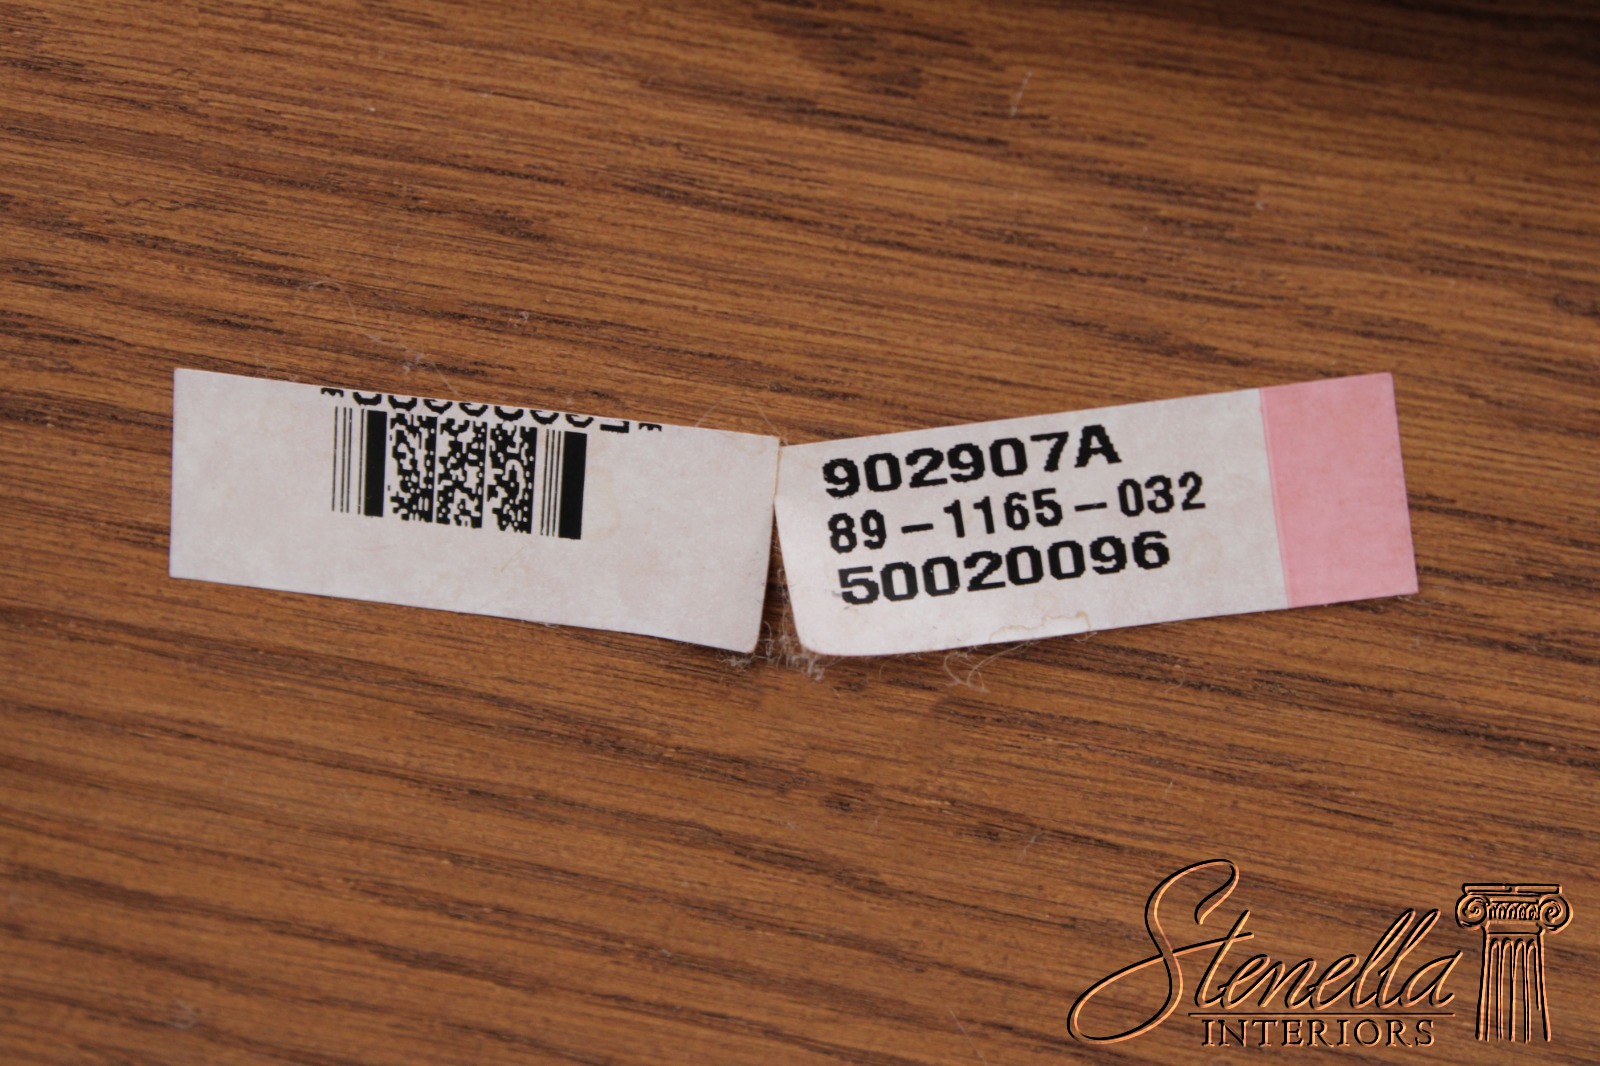 902907A
89-1165-032
50020096
Stenella
INTERIORS